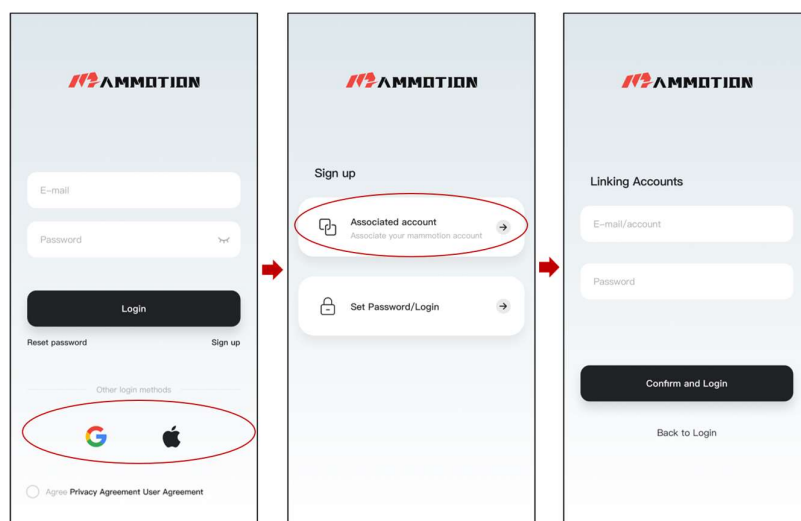 MAMMOTION
E-mail
Password
Login
Reset password
Sign up
Other login methods
Agree Privacy Agreement User Agreement
MAMMOTION
Sign up
Associated account
Associate your mammotion account
Set Password/Login
MAMMOTION
Linking Accounts
E-mail/account
Password
Confirm and Login
Back to Login